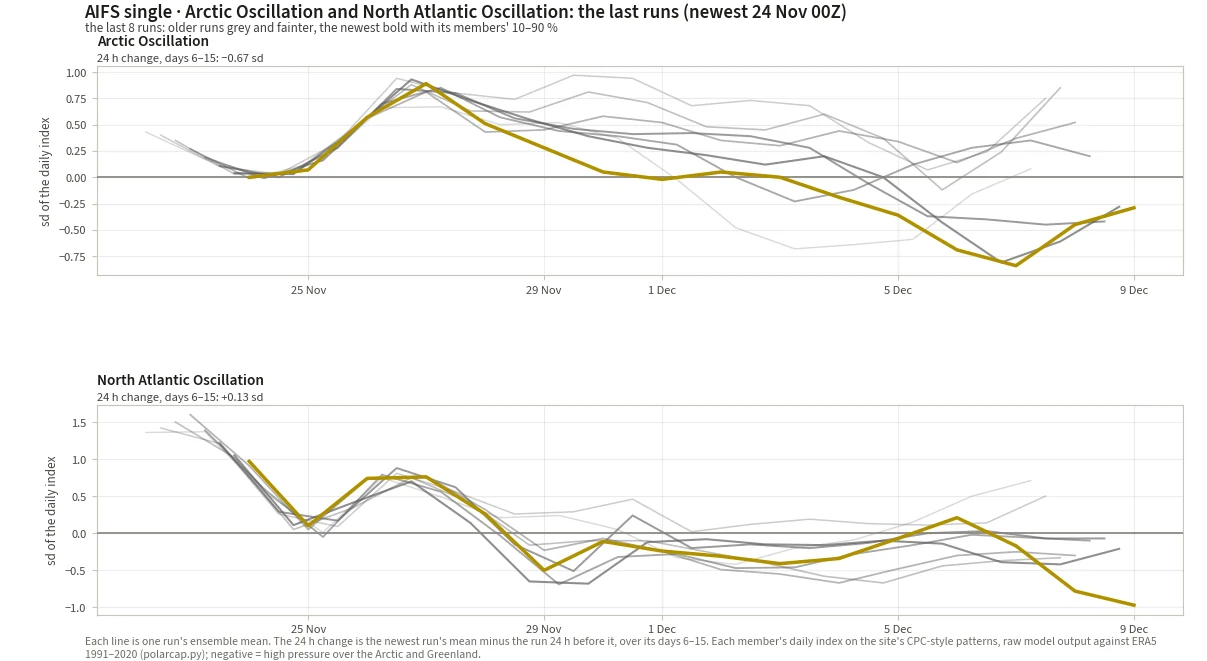 AIFS single · Arctic Oscillation and North Atlantic Oscillation: the last runs (newest 24 Nov 00Z)
the last 8 runs: older runs grey and fainter, the newest bold with its members' 10–90 %
Arctic Oscillation
24 h change, days 6–15: −0.67 sd
1.00
0.75
0.50
0.25
0.00
−0.25
−0.50
−0.75
sd of the daily index
25 Nov
29 Nov
1 Dec
5 Dec
9 Dec
North Atlantic Oscillation
24 h change, days 6–15: +0.13 sd
1.5
1.0
0.5
0.0
−0.5
−1.0
sd of the daily index
25 Nov
29 Nov
1 Dec
5 Dec
9 Dec
Each line is one run's ensemble mean. The 24 h change is the newest run's mean minus the run 24 h before it, over its days 6–15. Each member's daily index on the site's CPC-style patterns, raw model output against ERA5
1991–2020 (polarcap.py); negative = high pressure over the Arctic and Greenland.